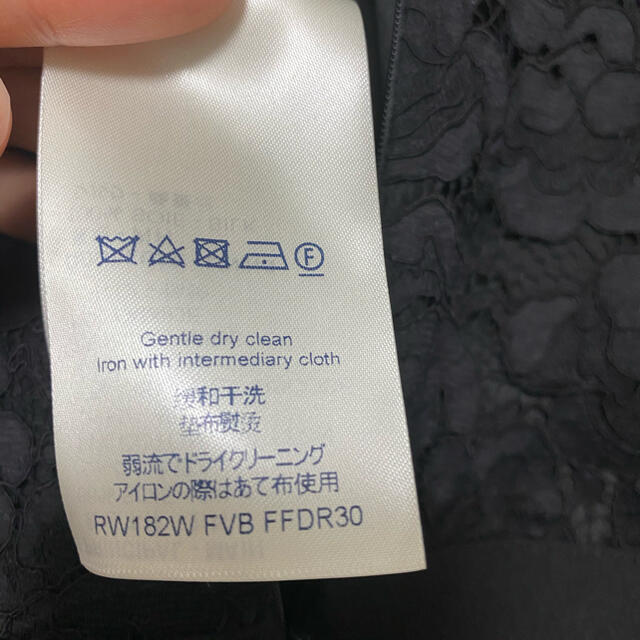 F
Gentle dry clean
Iron with intermediary cloth
缓和干洗
垫布熨烫
弱流でドライクリーニング
アイロンの際はあて布使用
RW182W FVB FFDR30